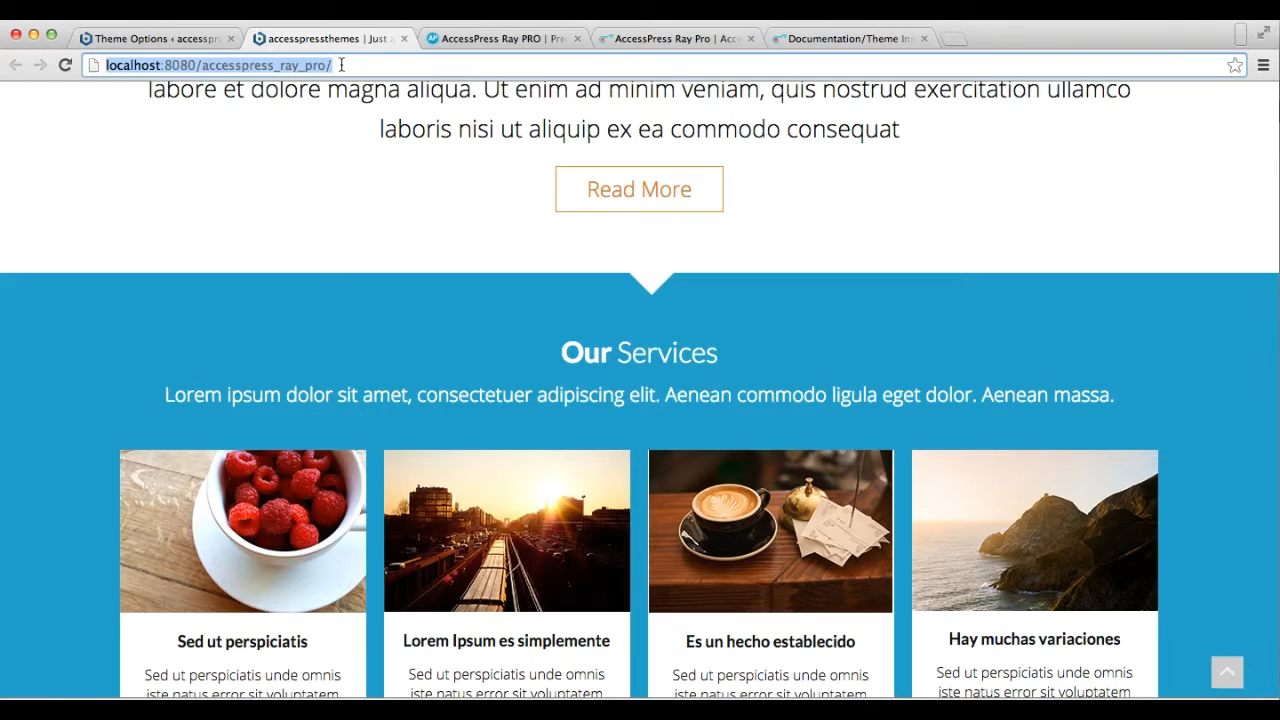 Theme Options ‹ accesspr
accesspressthemes | Just
AccessPress Ray PRO | Pre
AccessPress Ray Pro | Acc
Documentation/Theme Ins
localhost:8080/accesspress_ray_pro/
labore et dolore magna aliqua. Ut enim ad minim veniam, quis nostrud exercitation ullamco
laboris nisi ut aliquip ex ea commodo consequat
Read More
Our Services
Lorem ipsum dolor sit amet, consectetuer adipiscing elit. Aenean commodo ligula eget dolor. Aenean massa.
Sed ut perspiciatis
Sed ut perspiciatis unde omnis
iste natus error sit voluptatem
Lorem Ipsum es simplemente
Sed ut perspiciatis unde omnis
iste natus error sit voluptatem
Es un hecho establecido
Sed ut perspiciatis unde omnis
iste natus error sit voluptatem
Hay muchas variaciones
Sed ut perspiciatis unde omnis
iste natus error sit voluptatem